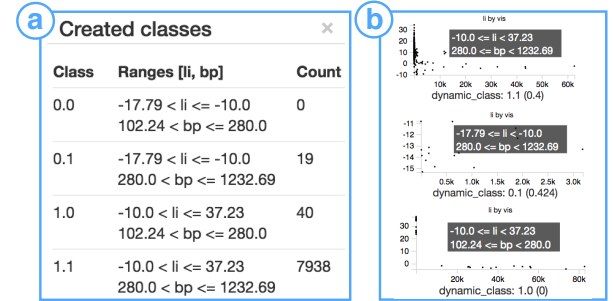 a
Created classes ×
Class Ranges [li, bp] Count
0.0 -17.79 < li <= -10.0 0
102.24 < bp <= 280.0
0.1 -17.79 < li <= -10.0 19
280.0 < bp <= 1232.69
1.0 -10.0 < li <= 37.23 40
102.24 < bp <= 280.0
1.1 -10.0 < li <= 37.23 7938
280.0 < bp <= 1232.69
b
li by vis
30
20
10
0
-10
-10.0 <= li < 37.23
280.0 <= bp < 1232.69
10k 20k 30k 40k 50k 60k
dynamic_class: 1.1 (0.4)
li by vis
-11
-12
-13
-14
-15
-17.79 <= li < -10.0
280.0 <= bp < 1232.69
0.5k 1.0k 1.5k 2.0k 2.5k 3.0k
dynamic_class: 0.1 (0.424)
li by vis
30
20
10
0
-10.0 <= li < 37.23
102.24 <= bp < 280.0
20k 40k 60k 80k
dynamic_class: 1.0 (0)